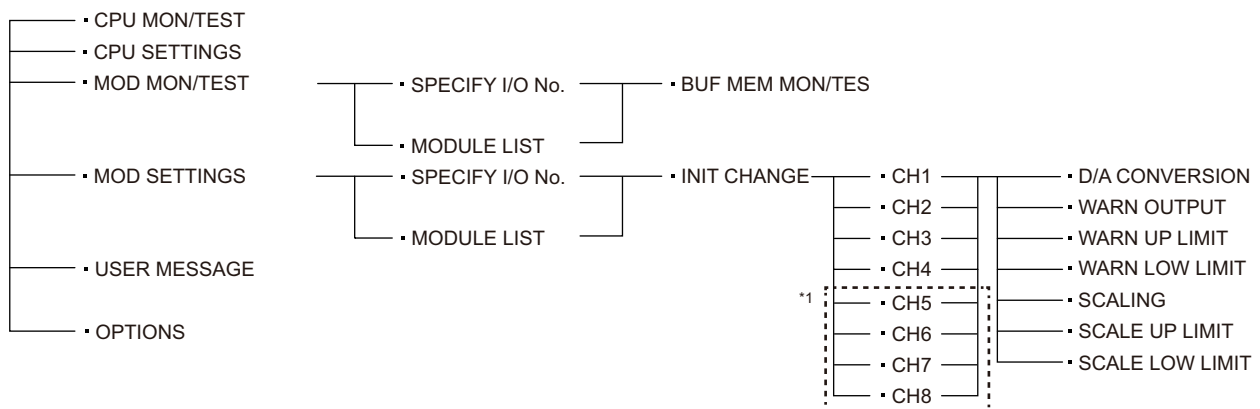 CPU MON/TEST
CPU SETTINGS
MOD MON/TEST
SPECIFY I/O No.
BUF MEM MON/TES
MODULE LIST
MOD SETTINGS
SPECIFY I/O No.
INIT CHANGE
CH1
D/A CONVERSION
CH2
WARN OUTPUT
MODULE LIST
CH3
WARN UP LIMIT
USER MESSAGE
CH4
WARN LOW LIMIT
*1
CH5
SCALING
OPTIONS
CH6
SCALE UP LIMIT
CH7
SCALE LOW LIMIT
CH8